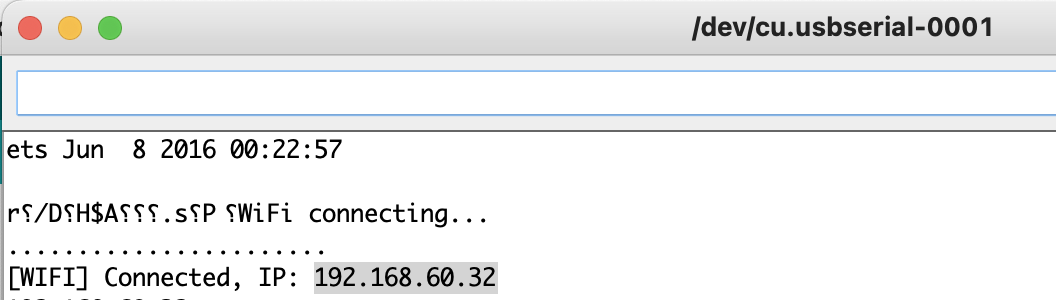 /dev/cu.usbserial-0001
ets Jun  8 2016 00:22:57
r⸮/D⸮H$A⸮⸮⸮.s⸮P ⸮WiFi connecting...
.......................
[WIFI] Connected, IP: 192.168.60.32